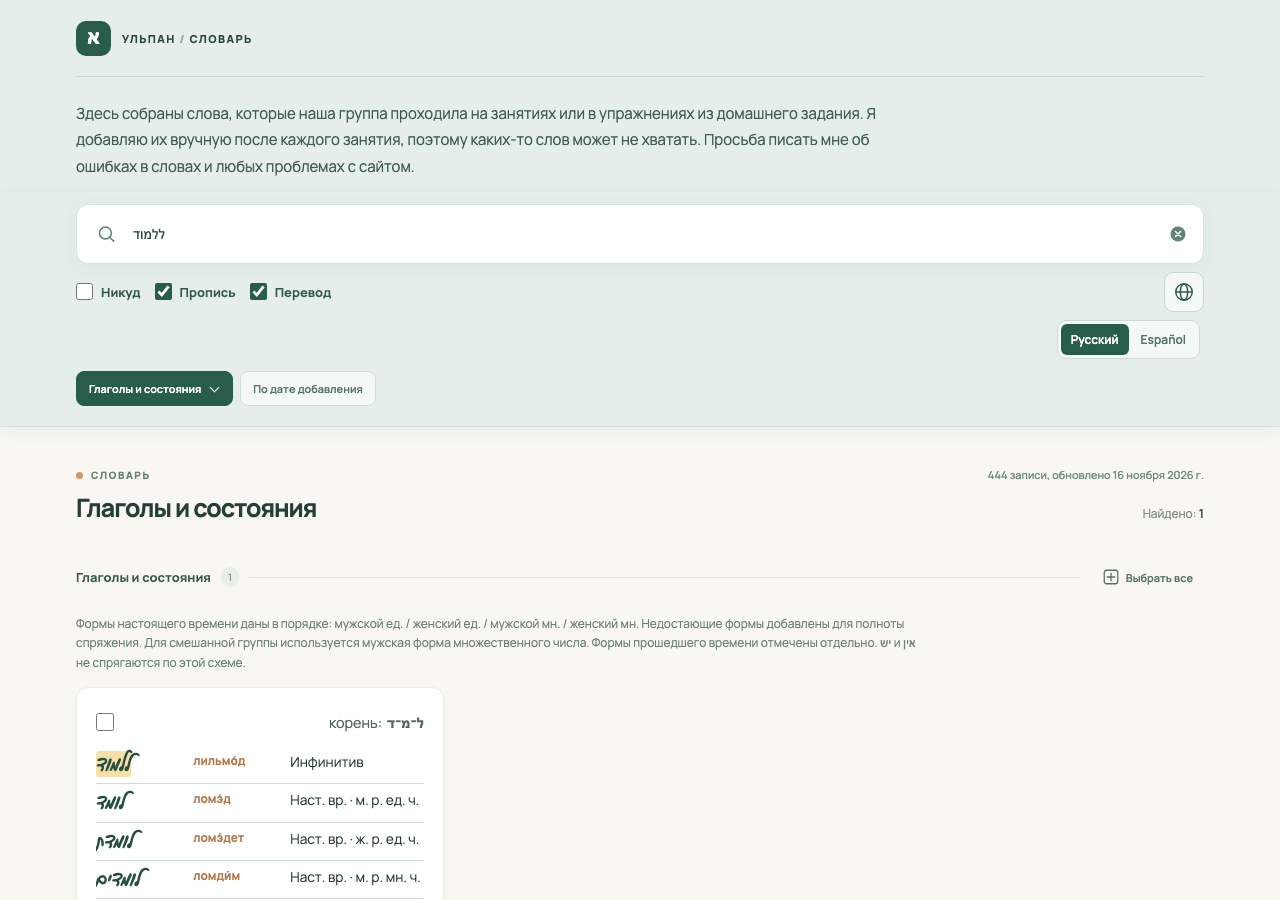 א УЛЬПАН / СЛОВАРЬ
Здесь собраны слова, которые наша группа проходила на занятиях или в упражнениях из домашнего задания. Я
добавляю их вручную после каждого занятия, поэтому каких-то слов может не хватать. Просьба писать мне об
ошибках в словах и любых проблемах с сайтом.
ללמוד
Никуд Пропись Перевод
Русский Español
Глаголы и состояния По дате добавления
СЛОВАРЬ 444 записи, обновлено 16 ноября 2026 г.
Глаголы и состояния
Найдено: 1
Глаголы и состояния 1 Выбрать все
Формы настоящего времени даны в порядке: мужской ед. / женский ед. / мужской мн. / женский мн. Недостающие формы добавлены для полноты
спряжения. Для смешанной группы используется мужская форма множественного числа. Формы прошедшего времени отмечены отдельно. יש и אין
не спрягаются по этой схеме.
корень: ל־מ־ד
ללמוד лильмо́д Инфинитив
לומד ломэ́д Наст. вр. · м. р. ед. ч.
לומדת ломэ́дет Наст. вр. · ж. р. ед. ч.
לומדים ломди́м Наст. вр. · м. р. мн. ч.